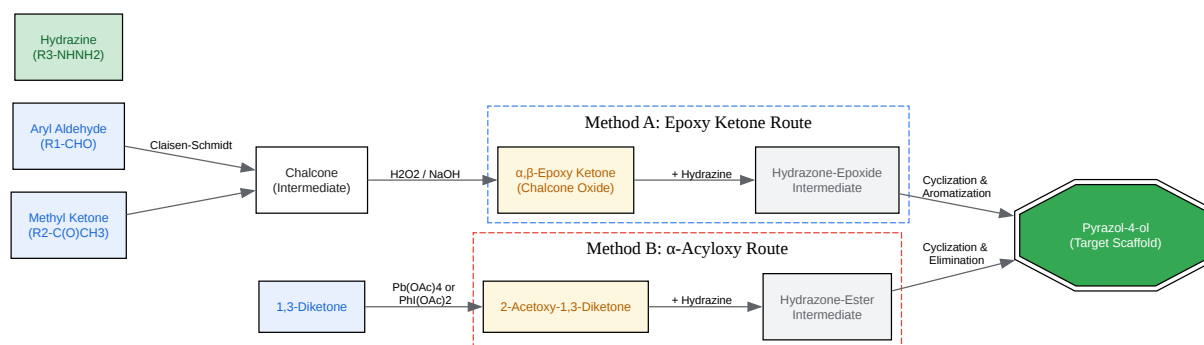 Hydrazine
(R3-NHNH2)
Aryl Aldehyde
(R1-CHO)
Claisen-Schmidt
Methyl Ketone
(R2-C(O)CH3)
Chalcone
(Intermediate)
H2O2 / NaOH
Method A: Epoxy Ketone Route
α,β-Epoxy Ketone
(Chalcone Oxide)
+ Hydrazine
Hydrazone-Epoxide
Intermediate
Cyclization &
Aromatization
Method B: α-Acyloxy Route
1,3-Diketone
Pb(OAc)4 or
PhI(OAc)2
2-Acetoxy-1,3-Diketone
+ Hydrazine
Hydrazone-Ester
Intermediate
Cyclization &
Elimination
Pyrazol-4-ol
(Target Scaffold)